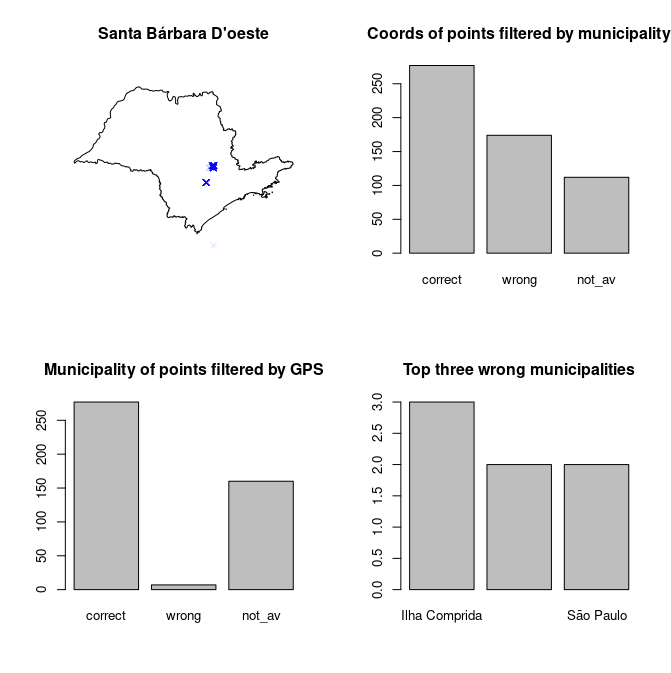 Santa Bárbara D'oeste
Coords of points filtered by municipality
250
200
150
100
50
0
correct wrong not_av
Municipality of points filtered by GPS
250
200
150
100
50
0
correct wrong not_av
Top three wrong municipalities
3.0
2.5
2.0
1.5
1.0
0.5
0.0
Ilha Comprida São Paulo